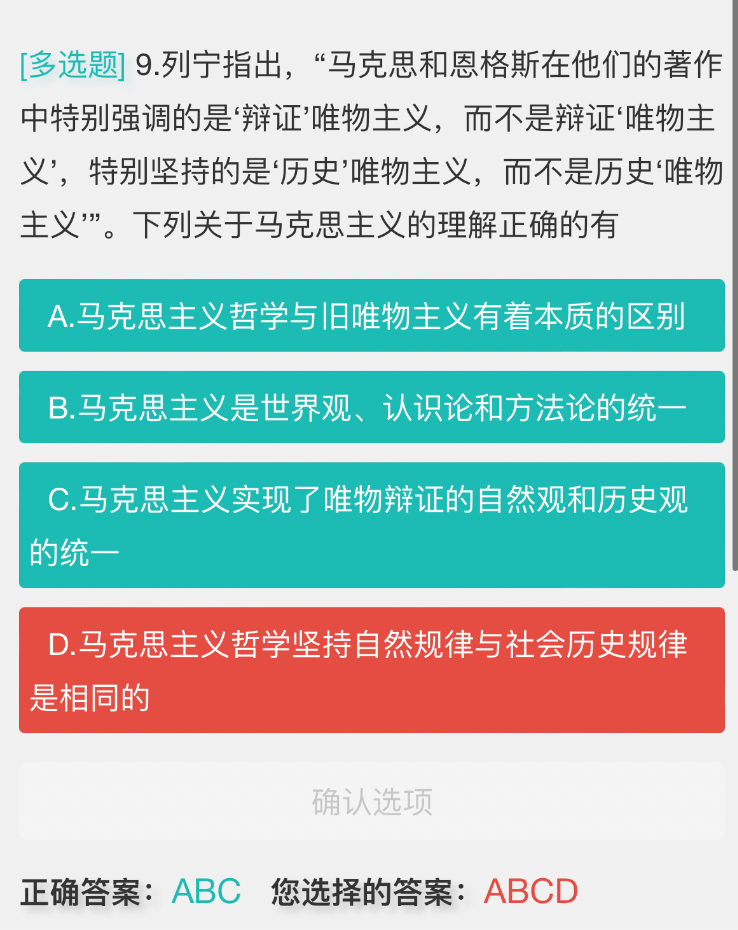 [多选题] 9.列宁指出，“马克思和恩格斯在他们的著作
中特别强调的是‘辩证’唯物主义，而不是辩证‘唯物主
义’，特别坚持的是‘历史’唯物主义，而不是历史‘唯物
主义’”。下列关于马克思主义的理解正确的有
A.马克思主义哲学与旧唯物主义有着本质的区别
B.马克思主义是世界观、认识论和方法论的统一
C.马克思主义实现了唯物辩证的自然观和历史观
的统一
D.马克思主义哲学坚持自然规律与社会历史规律
是相同的
确认选项
正确答案：ABC 您选择的答案：ABCD